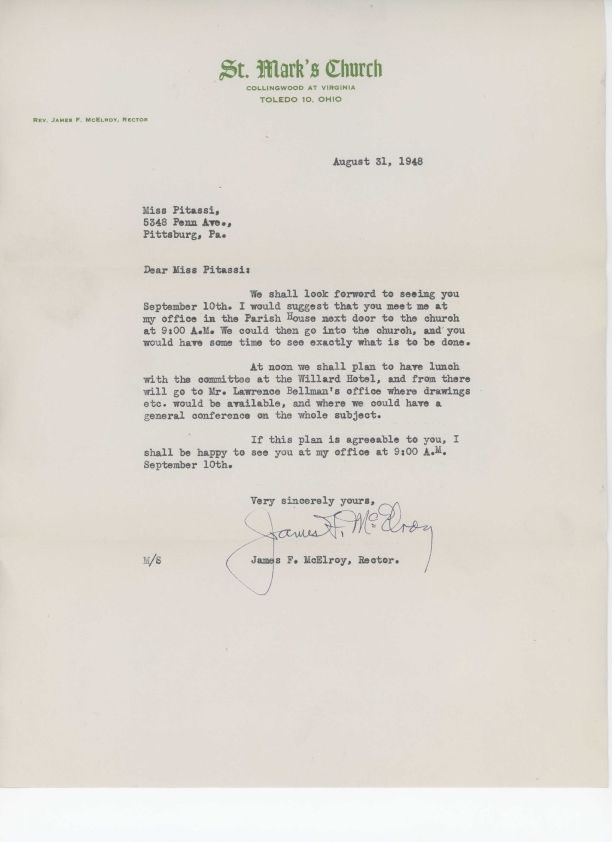 St. Mark's Church
COLLINGWOOD AT VIRGINIA
TOLEDO 10, OHIO
REV. JAMES F. MCELROY, RECTOR
August 31, 1948
Miss Pitassi,
5348 Penn Ave.,
Pittsburg, Pa.
Dear Miss Pitassi:
We shall look forward to seeing you
September 10th. I would suggest that you meet me at
my office in the Parish House next door to the church
at 9:00 A.M. We could then go into the church, and you
would have some time to see exactly what is to be done.
At noon we shall plan to have lunch
with the committee at the Willard Hotel, and from there
will go to Mr. Lawrence Bellman's office where drawings
etc. would be available, and where we could have a
general conference on the whole subject.
If this plan is agreeable to you, I
shall be happy to see you at my office at 9:00 A.M.
September 10th.
Very sincerely yours,
James F. McElroy
M/S
James F. McElroy, Rector.